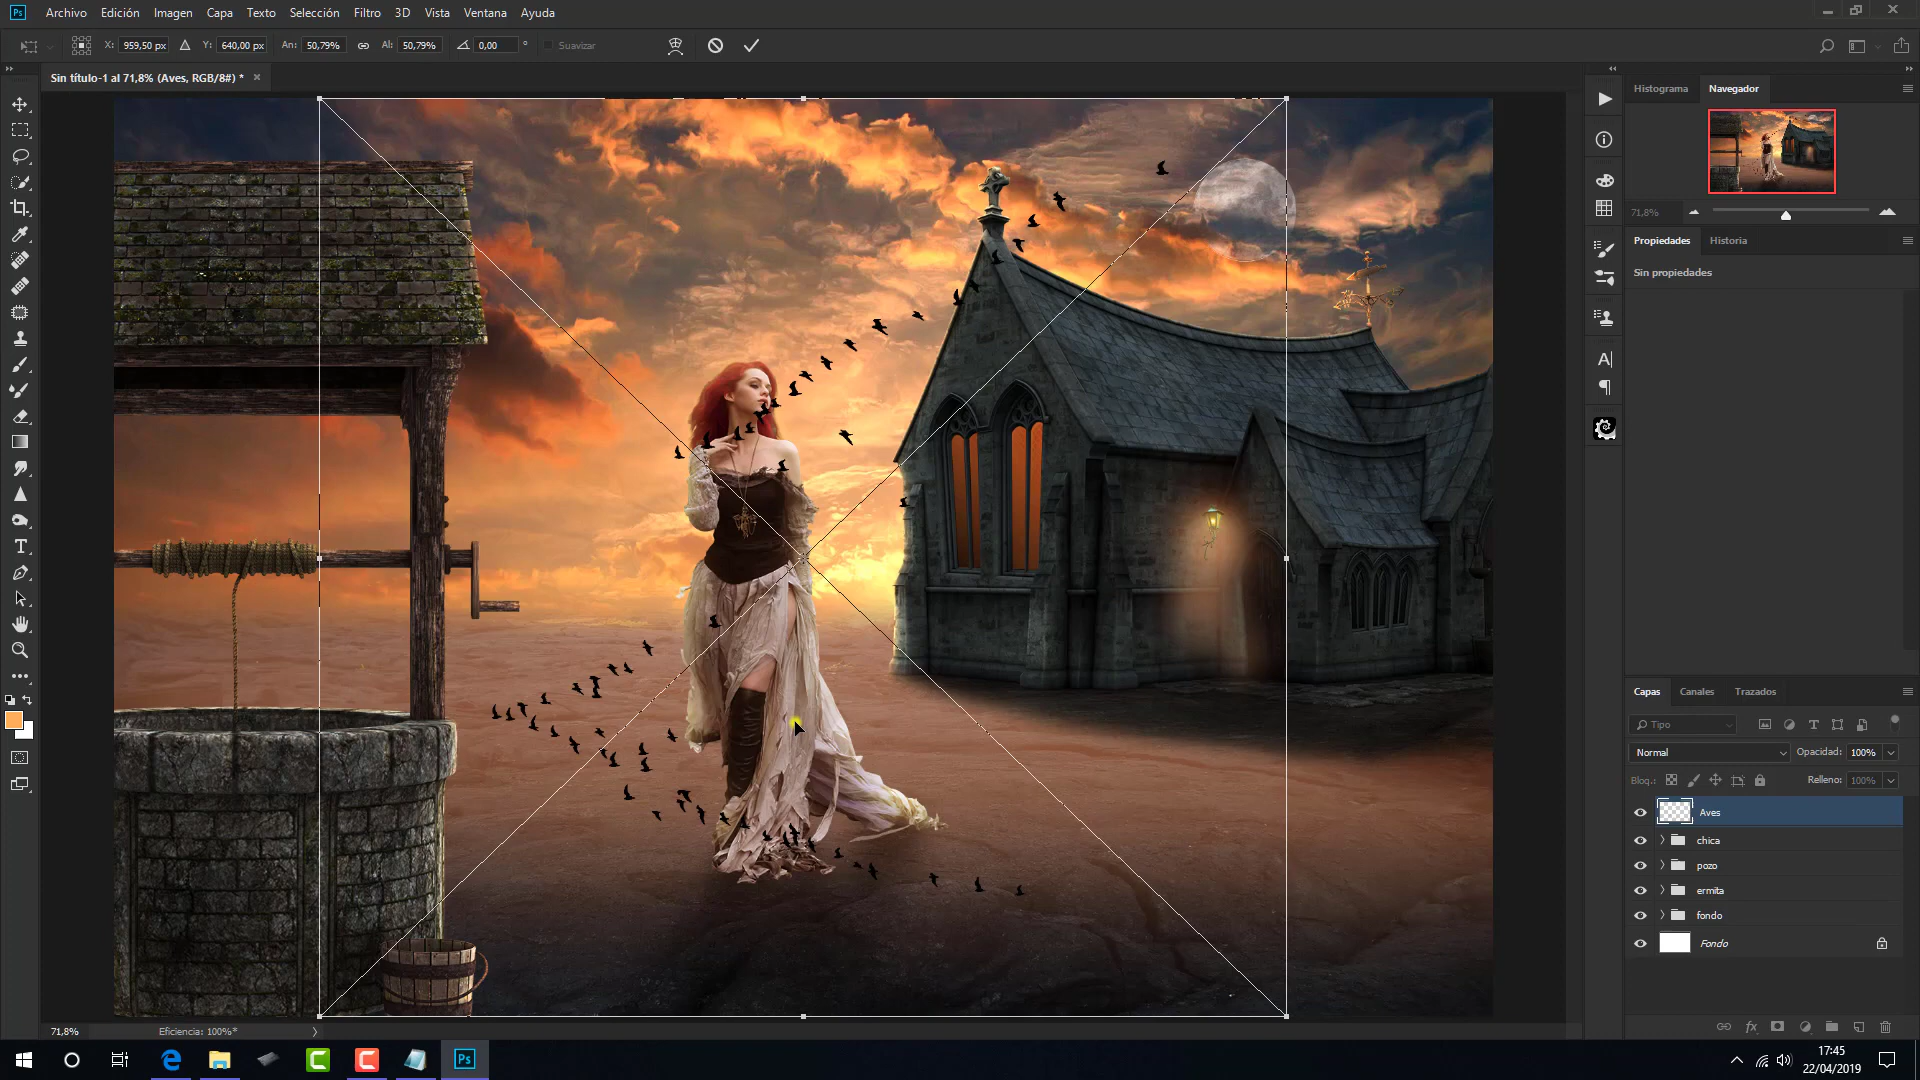 Ps Archivo Edición Imagen Capa Texto Selección Filtro 3D Vista Ventana Ayuda
X: 959,50 px Y: 640,00 px An: 50,79% Al: 50,79% 0,00 ° Suavizar
Sin título-1 al 71,8% (Aves, RGB/8#) * ×
Histograma Navegador
71,8%
Propiedades Historia
Sin propiedades
Capas Canales Trazados
Tipo
Normal Opacidad: 100%
Bloq.: Relleno: 100%
Aves
chica
pozo
ermita
fondo
Fondo
71,8% Eficiencia: 100%*
Ps
17:45
22/04/2019